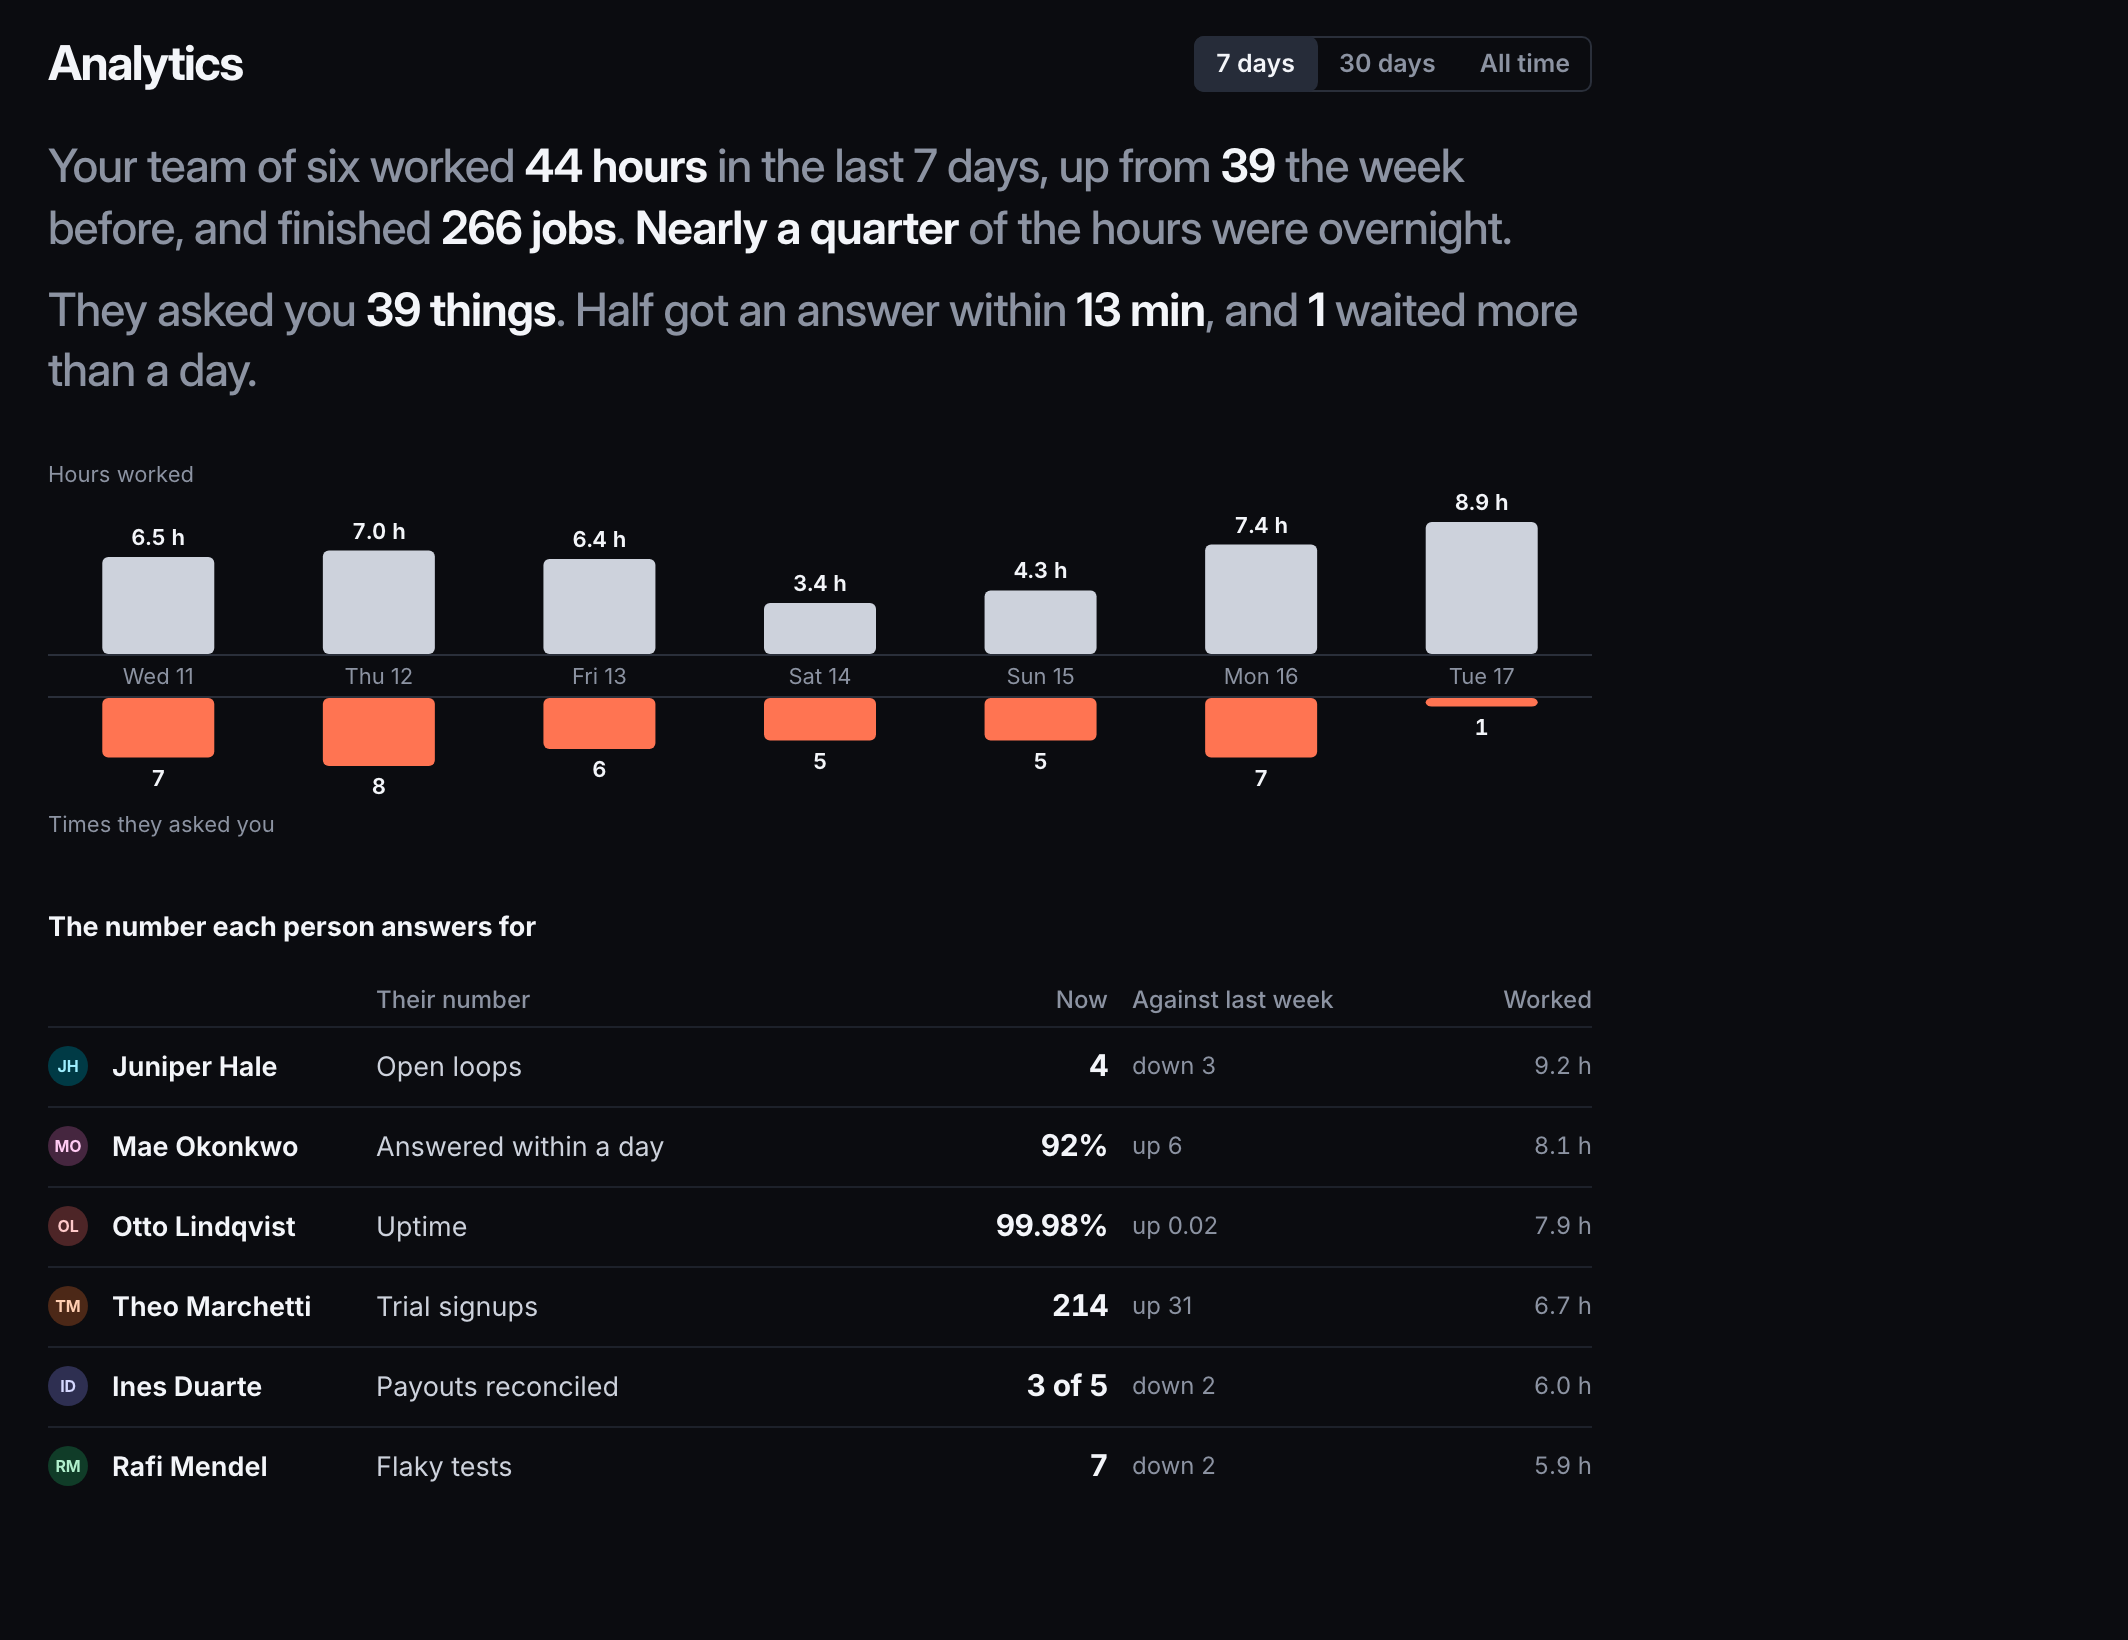 Analytics
7 days 30 days All time
Your team of six worked 44 hours in the last 7 days, up from 39 the week
before, and finished 266 jobs. Nearly a quarter of the hours were overnight.
They asked you 39 things. Half got an answer within 13 min, and 1 waited more
than a day.
Hours worked
6.5 h 7.0 h 6.4 h 3.4 h 4.3 h 7.4 h 8.9 h
Wed 11 Thu 12 Fri 13 Sat 14 Sun 15 Mon 16 Tue 17
7 8 6 5 5 7 1
Times they asked you
The number each person answers for
Their number Now Against last week Worked
JH Juniper Hale Open loops 4 down 3 9.2 h
MO Mae Okonkwo Answered within a day 92% up 6 8.1 h
OL Otto Lindqvist Uptime 99.98% up 0.02 7.9 h
TM Theo Marchetti Trial signups 214 up 31 6.7 h
ID Ines Duarte Payouts reconciled 3 of 5 down 2 6.0 h
RM Rafi Mendel Flaky tests 7 down 2 5.9 h